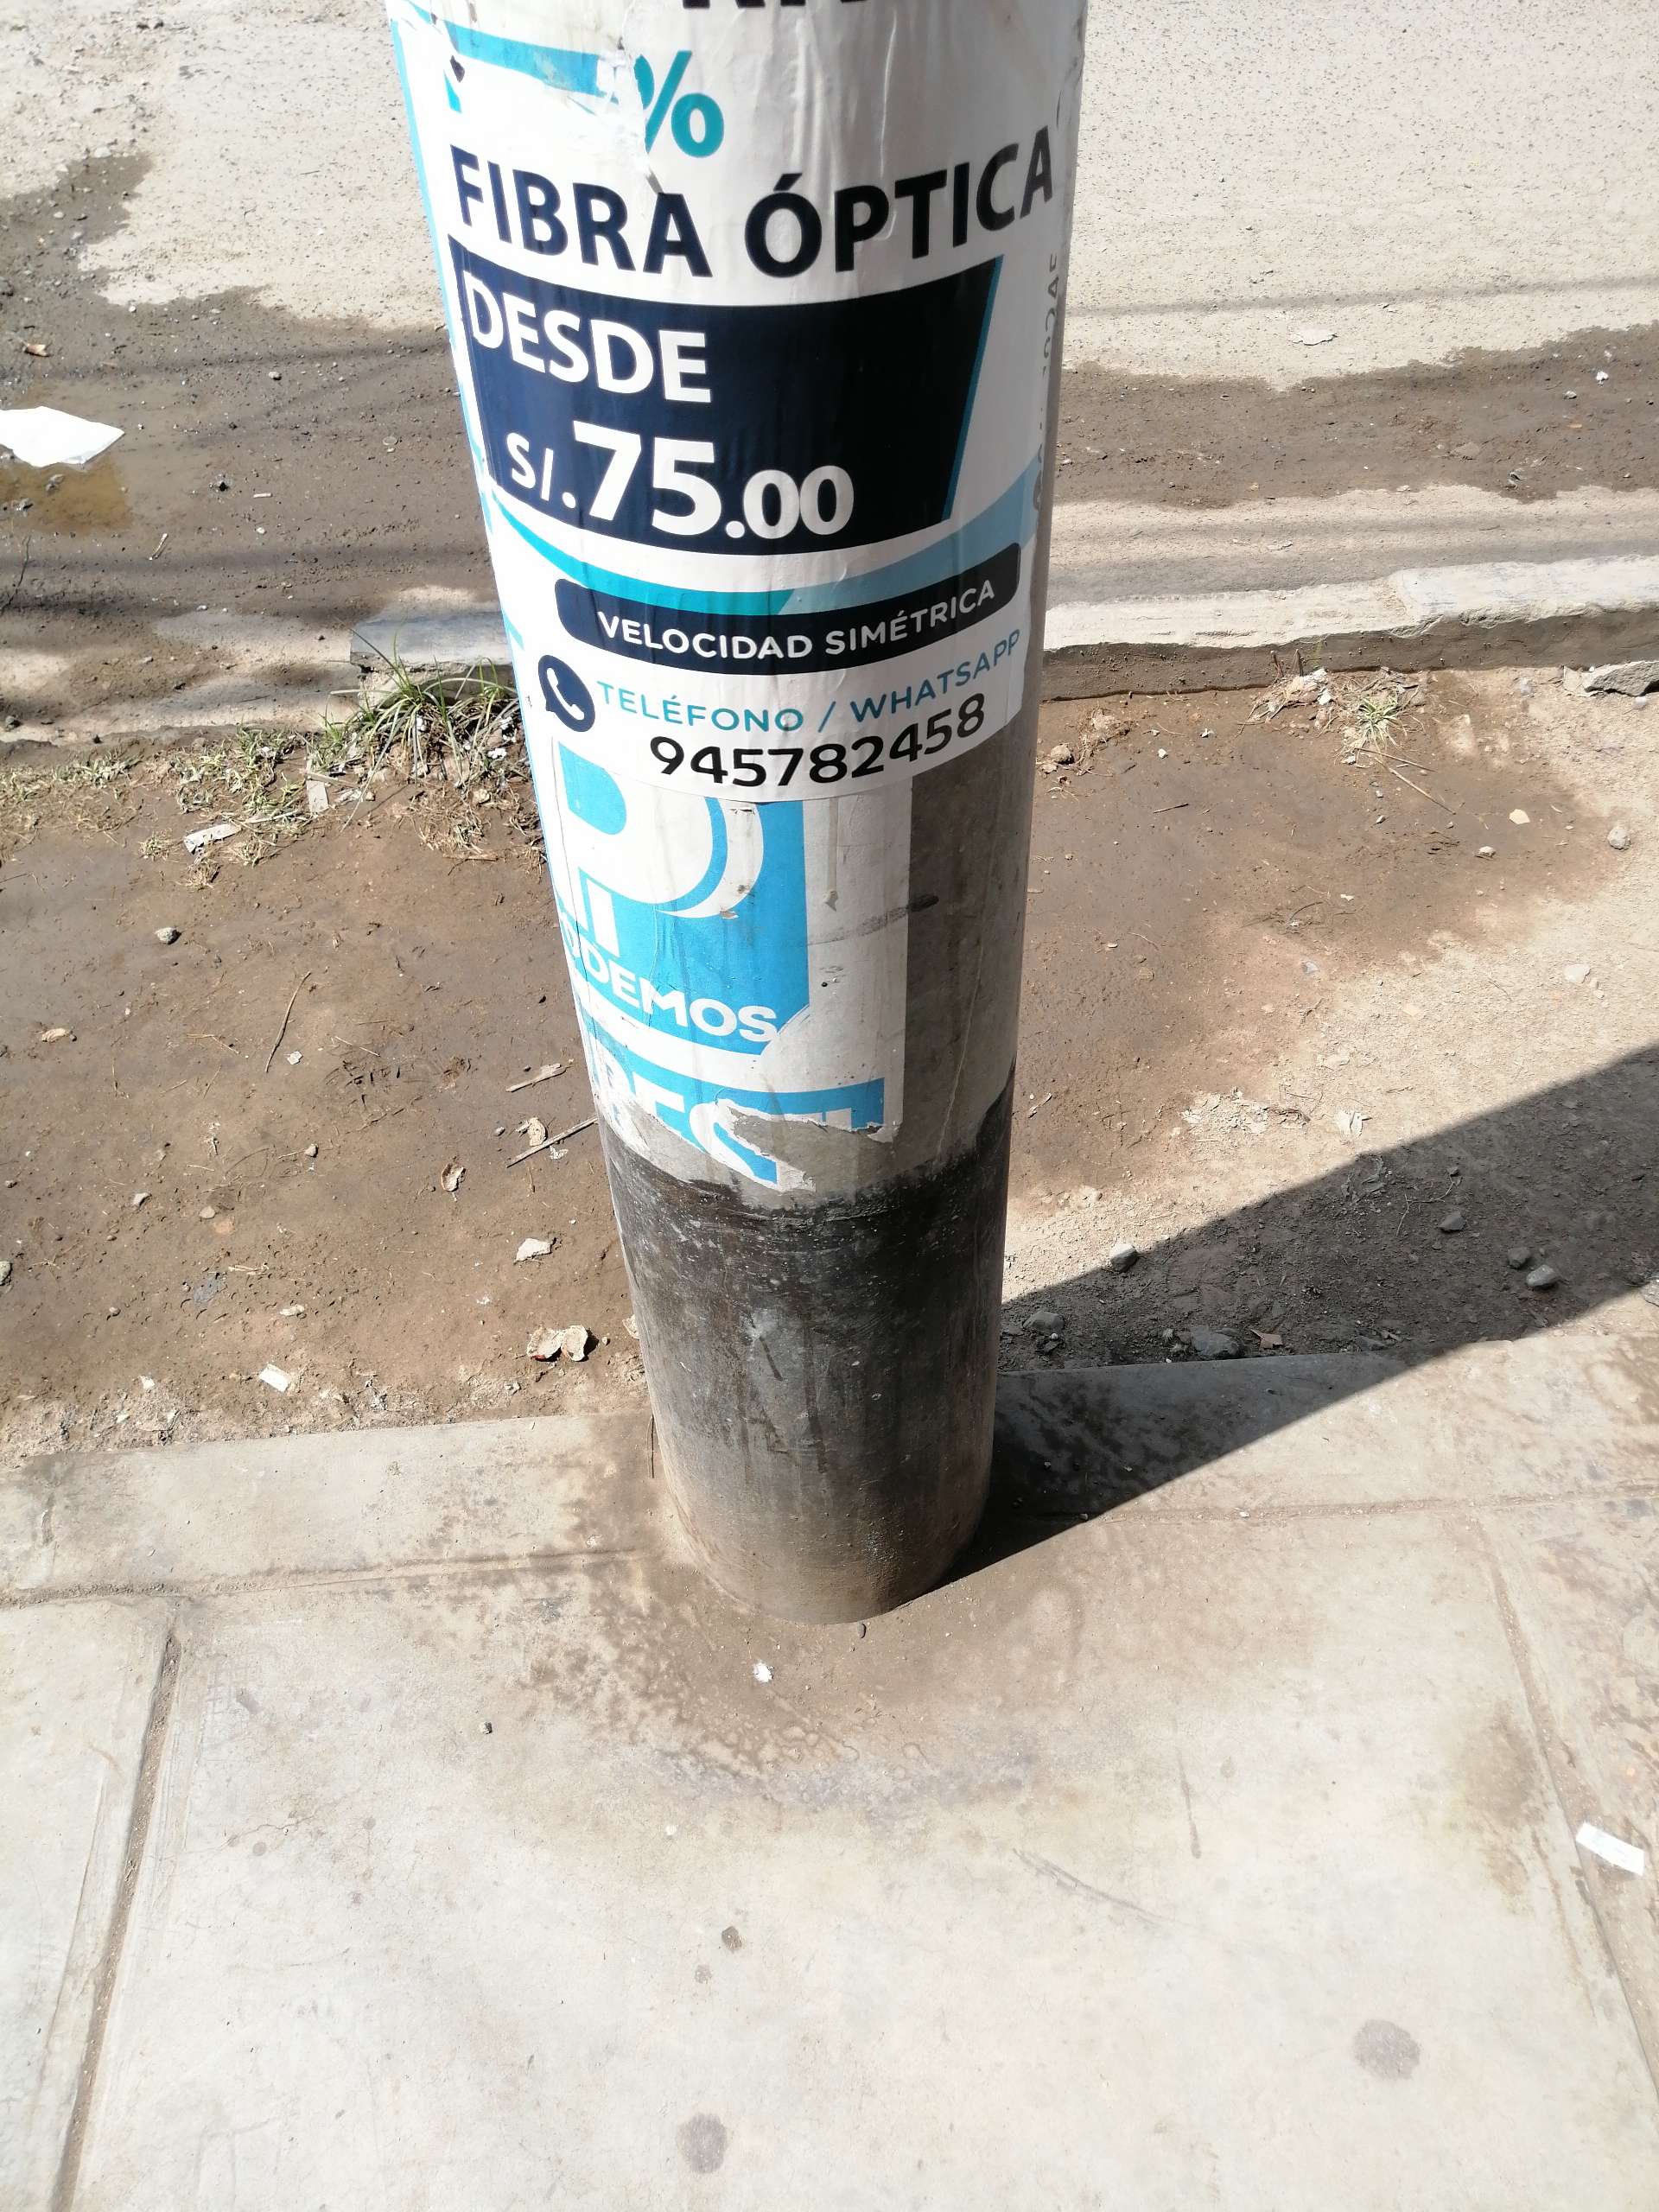 %
FIBRA ÓPTICA
DESDE
S/.75.00
VELOCIDAD SIMÉTRICA
TELÉFONO / WHATSAPP
945782458
P
PODEMOS